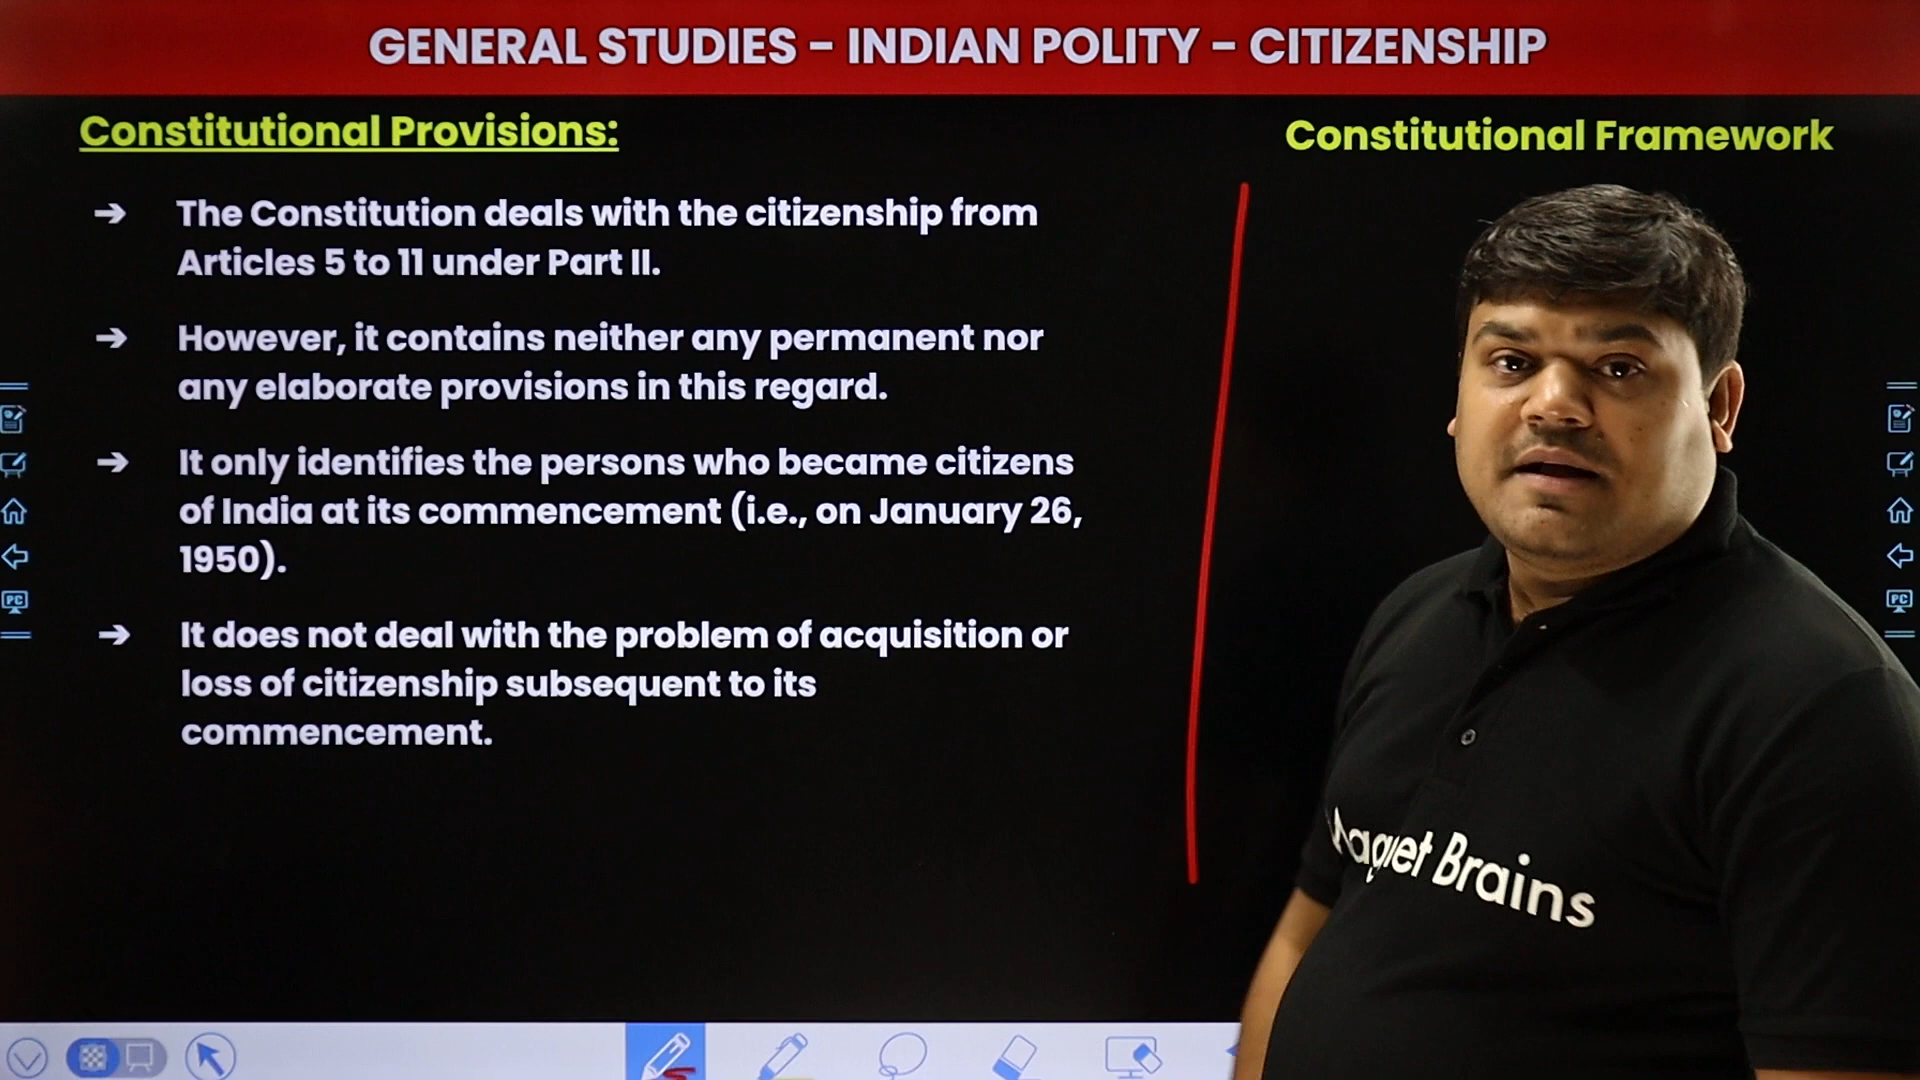 GENERAL STUDIES - INDIAN POLITY - CITIZENSHIP
Constitutional Provisions:
Constitutional Framework
➔ The Constitution deals with the citizenship from
Articles 5 to 11 under Part II.
➔ However, it contains neither any permanent nor
any elaborate provisions in this regard.
➔ It only identifies the persons who became citizens
of India at its commencement (i.e., on January 26,
1950).
➔ It does not deal with the problem of acquisition or
loss of citizenship subsequent to its
commencement.
PC
PC
Magnet Brains